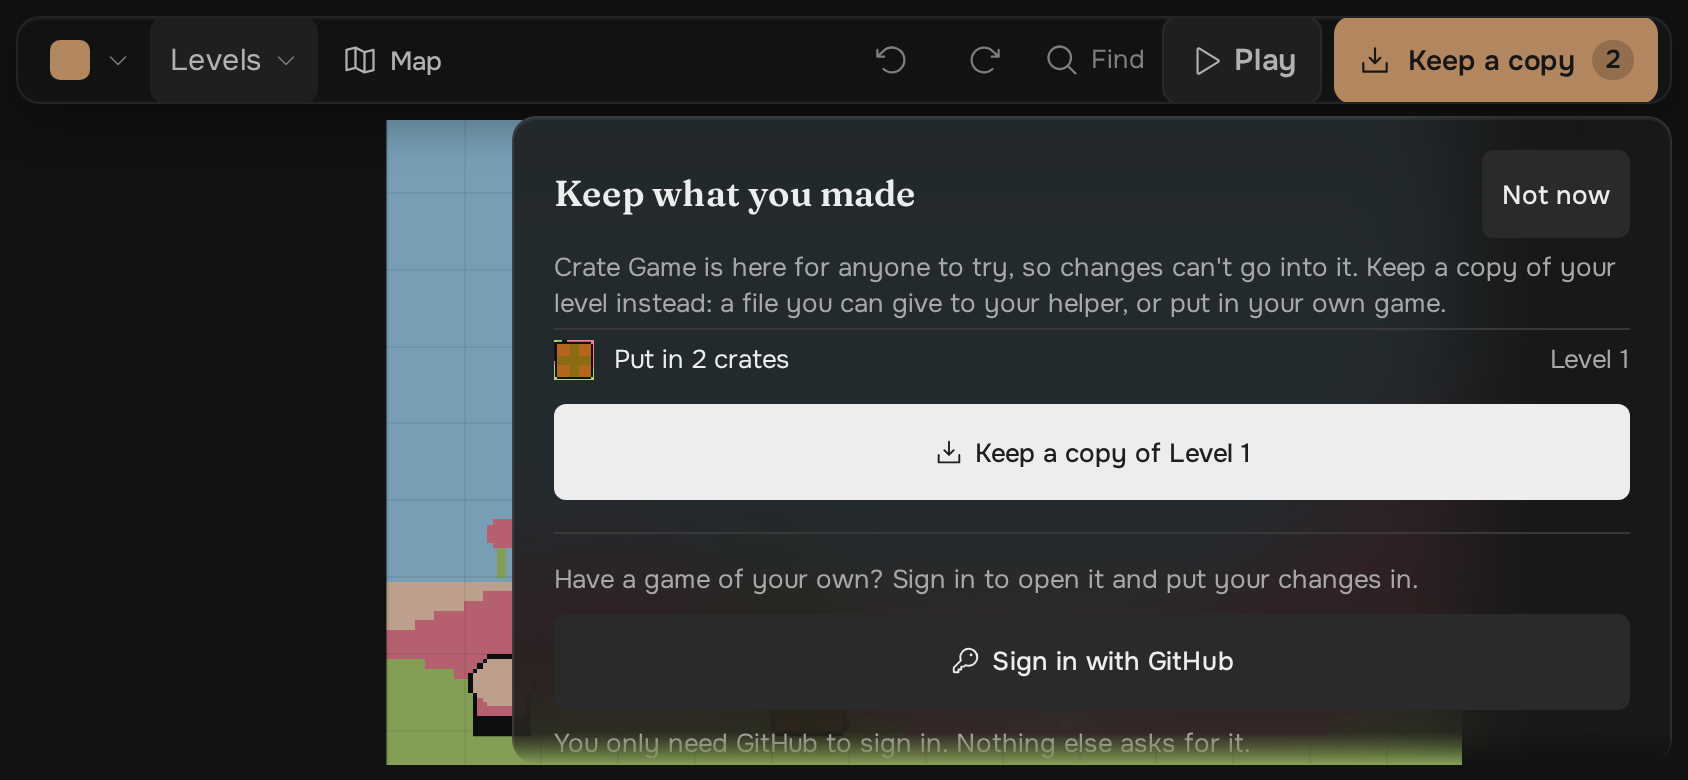 Levels
Map
Find
Play
Keep a copy 2
Keep what you made
Not now
Crate Game is here for anyone to try, so changes can't go into it. Keep a copy of your
level instead: a file you can give to your helper, or put in your own game.
Put in 2 crates
Level 1
Keep a copy of Level 1
Have a game of your own? Sign in to open it and put your changes in.
Sign in with GitHub
You only need GitHub to sign in. Nothing else asks for it.